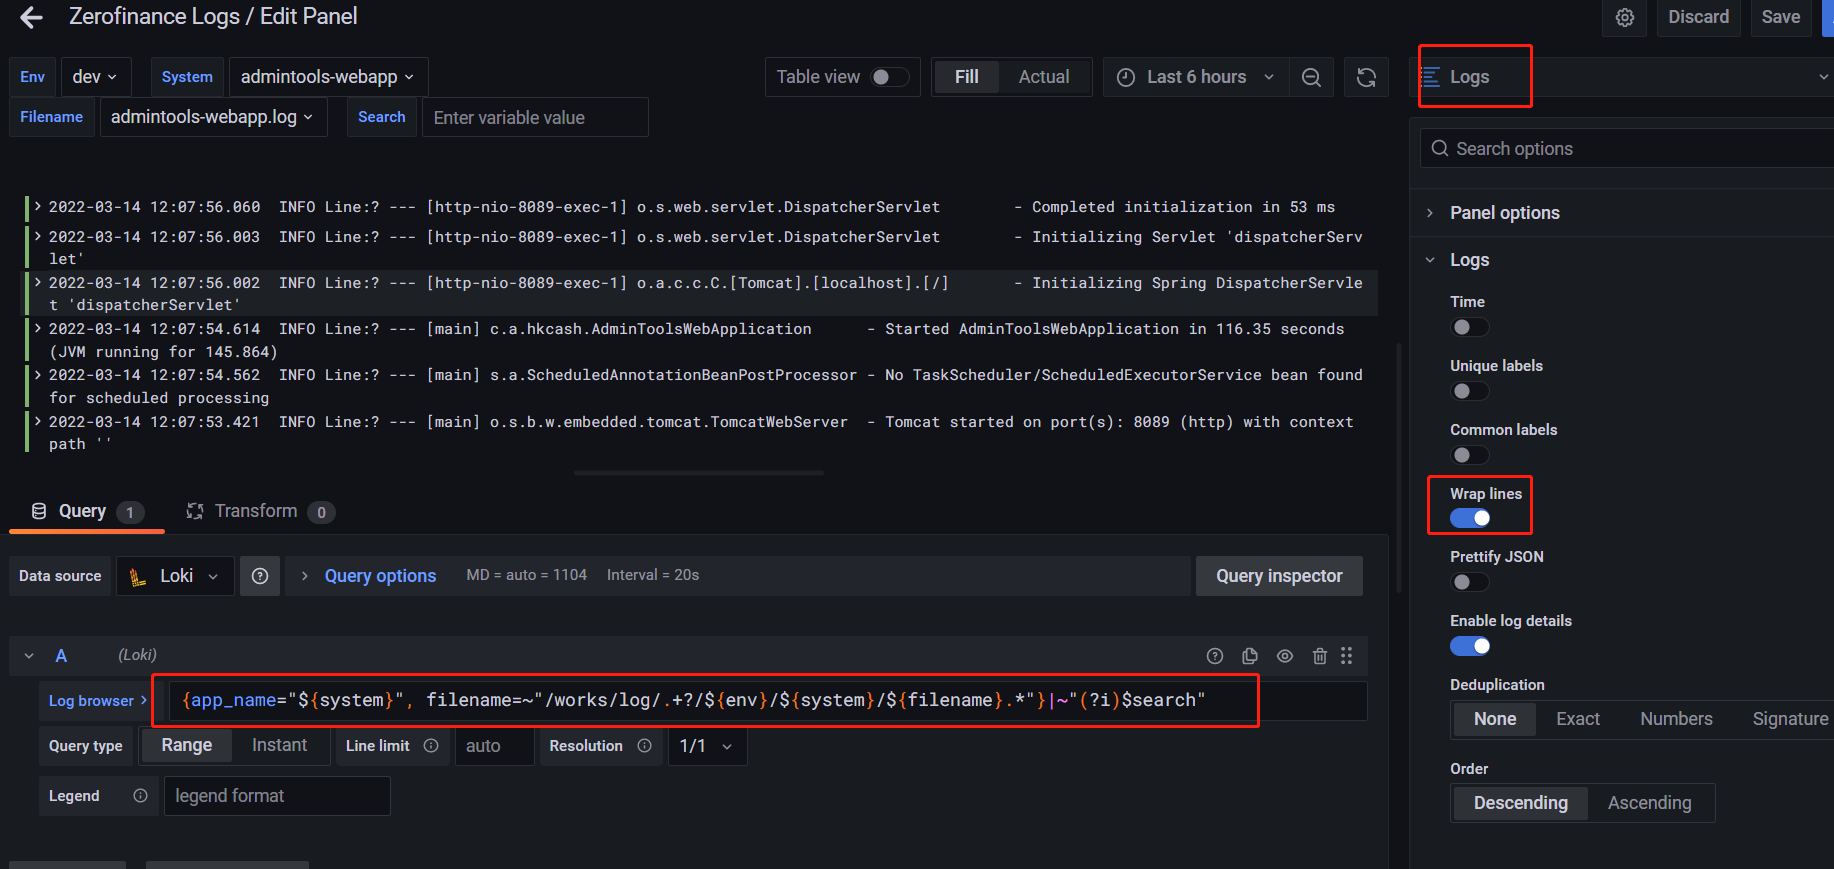 Zerofinance Logs / Edit Panel
Discard
Save
Env
dev
System
admintools-webapp
Table view
Fill
Actual
Last 6 hours
Logs
Filename
admintools-webapp.log
Search
Enter variable value
Search options
2022-03-14 12:07:56.060  INFO Line:? --- [http-nio-8089-exec-1] o.s.web.servlet.DispatcherServlet        - Completed initialization in 53 ms
2022-03-14 12:07:56.003  INFO Line:? --- [http-nio-8089-exec-1] o.s.web.servlet.DispatcherServlet        - Initializing Servlet 'dispatcherServ
let'
2022-03-14 12:07:56.002  INFO Line:? --- [http-nio-8089-exec-1] o.a.c.c.C.[Tomcat].[localhost].[/]       - Initializing Spring DispatcherServle
t 'dispatcherServlet'
2022-03-14 12:07:54.614  INFO Line:? --- [main] c.a.hkcash.AdminToolsWebApplication      - Started AdminToolsWebApplication in 116.35 seconds
(JVM running for 145.864)
2022-03-14 12:07:54.562  INFO Line:? --- [main] s.a.ScheduledAnnotationBeanPostProcessor - No TaskScheduler/ScheduledExecutorService bean found
for scheduled processing
2022-03-14 12:07:53.421  INFO Line:? --- [main] o.s.b.w.embedded.tomcat.TomcatWebServer  - Tomcat started on port(s): 8089 (http) with context
path ''
Query 1
Transform 0
Data source
Loki
Query options
MD = auto = 1104
Interval = 20s
Query inspector
A
(Loki)
Log browser
{app_name="${system}", filename=~"/works/log/.+?/${env}/${system}/${filename}.*"}|~"(?i)$search"
Query type
Range
Instant
Line limit
auto
Resolution
1/1
Legend
legend format
Panel options
Logs
Time
Unique labels
Common labels
Wrap lines
Prettify JSON
Enable log details
Deduplication
None
Exact
Numbers
Signature
Order
Descending
Ascending